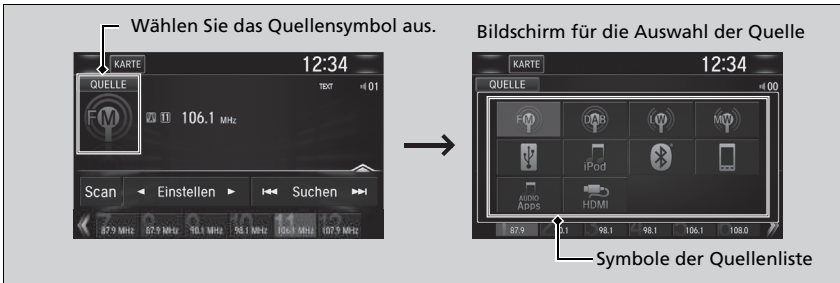 Wählen Sie das Quellensymbol aus.
Bildschirm für die Auswahl der Quelle
KARTE
12:34
QUELLE
TEXT
01
FM
11 106.1 MHz
Scan
Einstellen
Suchen
87.9 MHz 87.9 MHz 90.1 MHz 98.1 MHz 106.1 MHz 107.9 MHz
KARTE
12:34
QUELLE
00
FM
DAB
LW
MW
iPod
AUDIO
Apps
HDMI
87.9
98.1
98.1
106.1
108.0
Symbole der Quellenliste